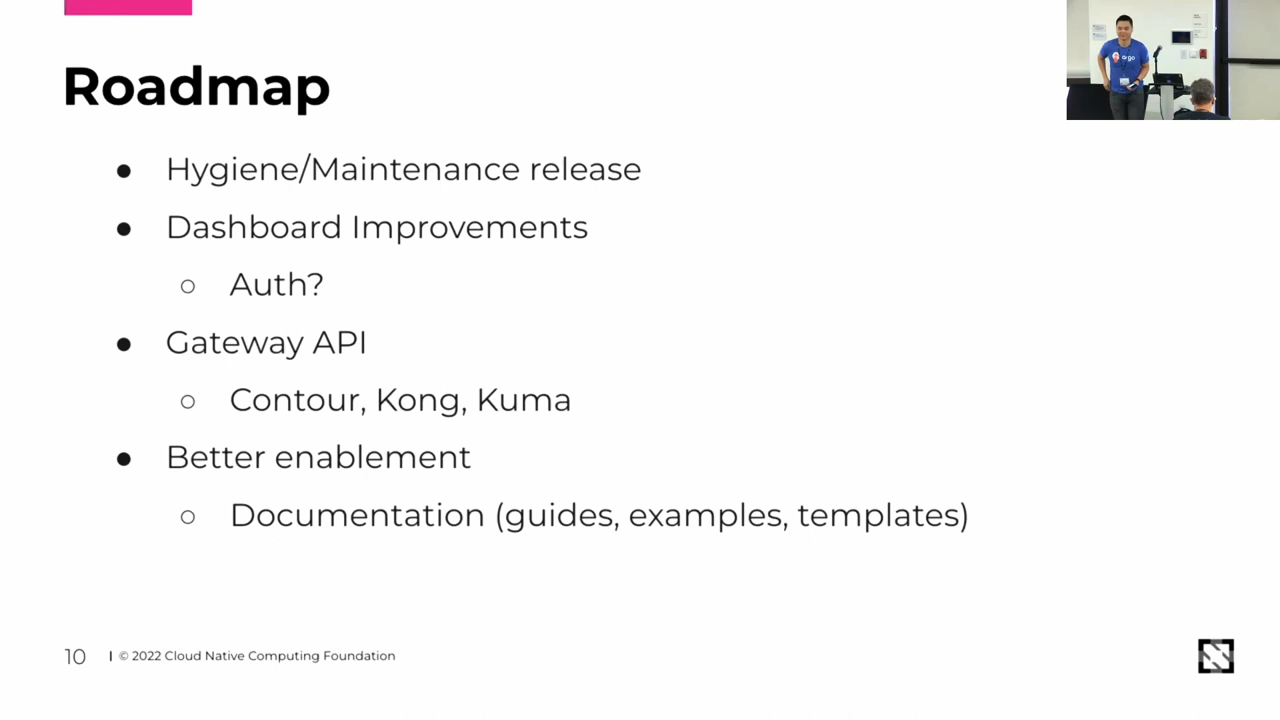 Roadmap
● Hygiene/Maintenance release
● Dashboard Improvements
○ Auth?
● Gateway API
○ Contour, Kong, Kuma
● Better enablement
○ Documentation (guides, examples, templates)
10 | © 2022 Cloud Native Computing Foundation
argo